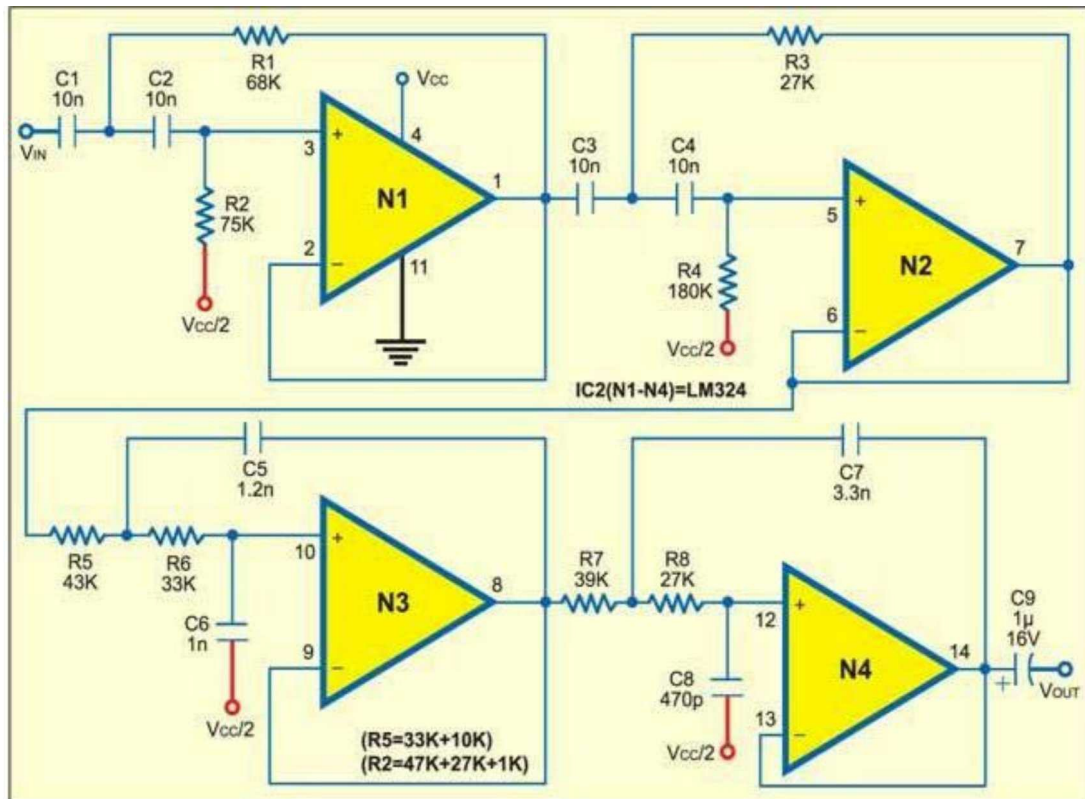 R1
68K
C1
10n
C2
10n
VIN
R2
75K
VCC/2
VCC
3
+
4
N1
1
2
−
11
C3
10n
C4
10n
R3
27K
R4
180K
VCC/2
5
+
N2
7
6
−
IC2(N1-N4)=LM324
C5
1.2n
R5
43K
R6
33K
C6
1n
VCC/2
10
+
N3
8
9
−
(R5=33K+10K)
(R2=47K+27K+1K)
C7
3.3n
R7
39K
R8
27K
C8
470p
VCC/2
12
+
N4
14
13
−
C9
1µ
16V
+
VOUT